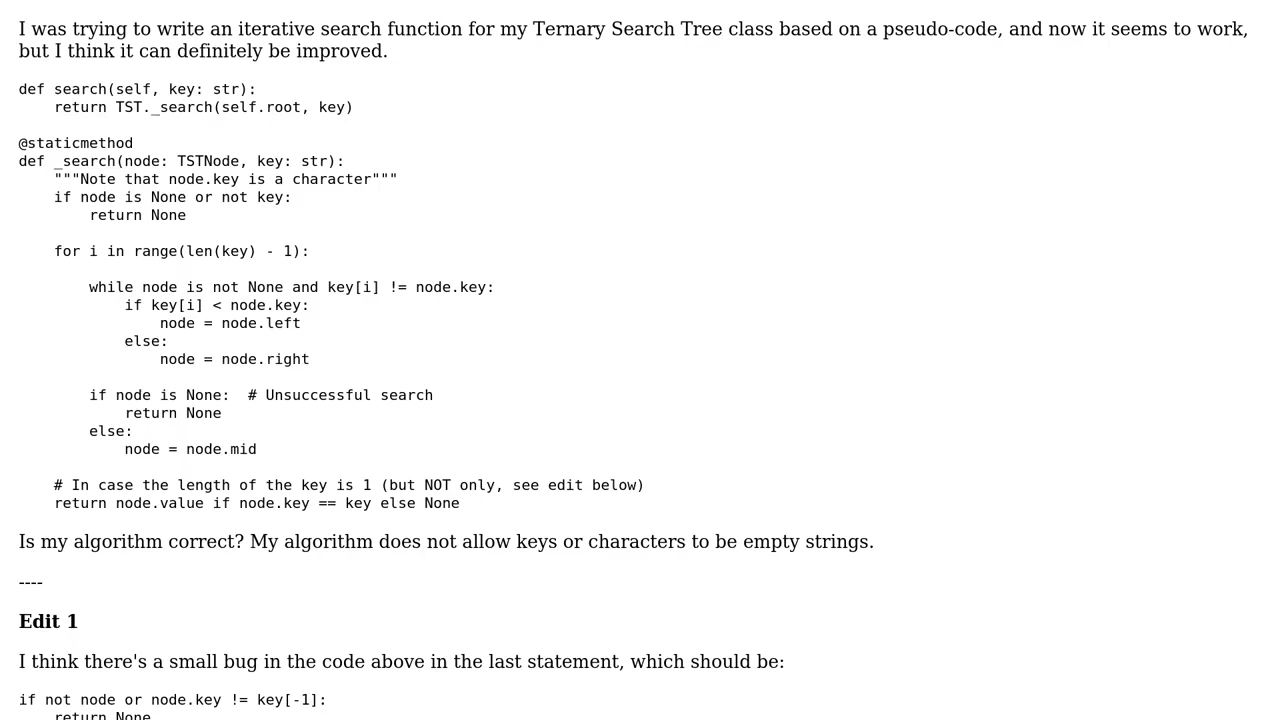 I was trying to write an iterative search function for my Ternary Search Tree class based on a pseudo-code, and now it seems to work,
but I think it can definitely be improved.
def search(self, key: str):
    return TST._search(self.root, key)
@staticmethod
def _search(node: TSTNode, key: str):
    """Note that node.key is a character"""
    if node is None or not key:
        return None
    for i in range(len(key) - 1):
        while node is not None and key[i] != node.key:
            if key[i] < node.key:
                node = node.left
            else:
                node = node.right
        if node is None:  # Unsuccessful search
            return None
        else:
            node = node.mid
    # In case the length of the key is 1 (but NOT only, see edit below)
    return node.value if node.key == key else None
Is my algorithm correct? My algorithm does not allow keys or characters to be empty strings.
----
Edit 1
I think there's a small bug in the code above in the last statement, which should be:
if not node or node.key != key[-1]:
    return None